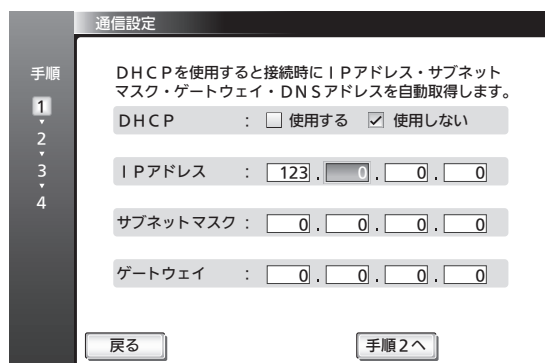 通信設定
手順
1
2
3
4
DHCPを使用すると接続時にIPアドレス・サブネット
マスク・ゲートウェイ・DNSアドレスを自動取得します。
DHCP : 使用する 使用しない
IPアドレス : 123 . 0 . 0 . 0
サブネットマスク : 0 . 0 . 0 . 0
ゲートウェイ : 0 . 0 . 0 . 0
戻る 手順2へ